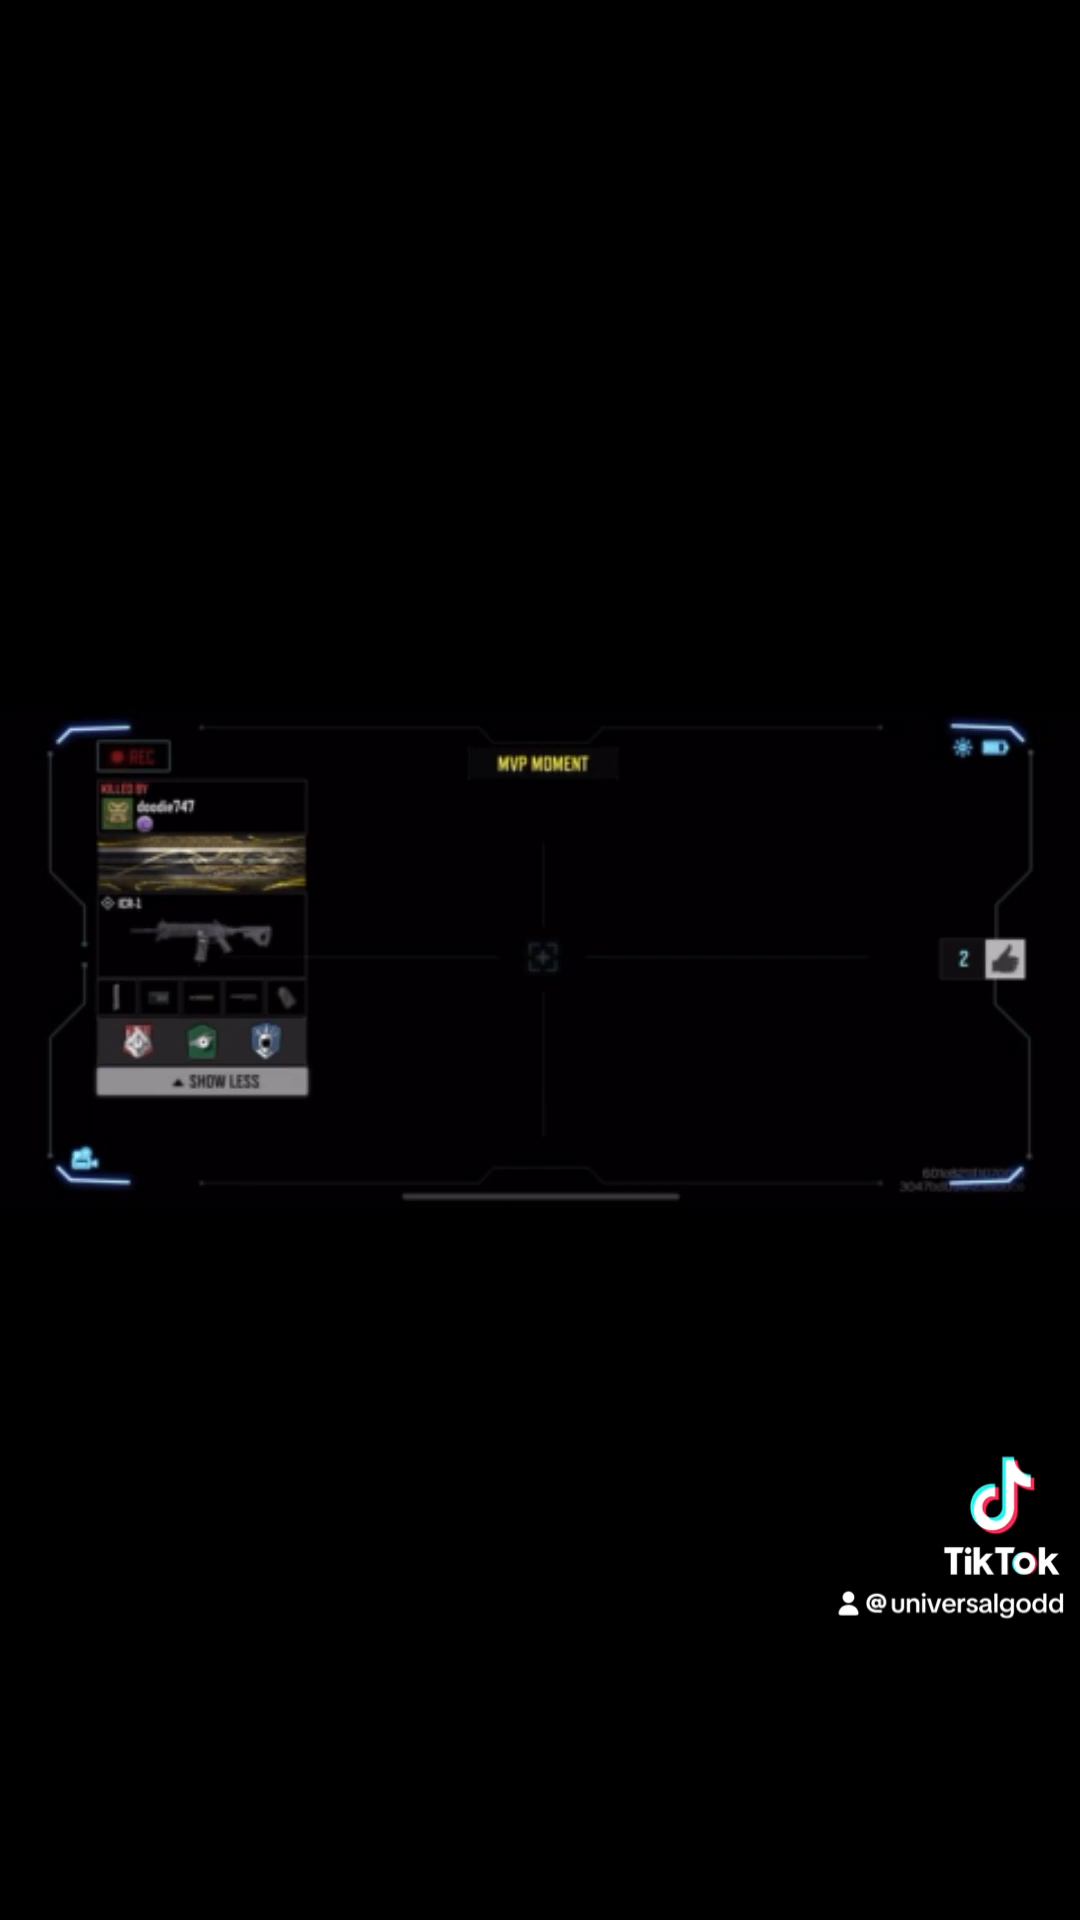 REC
MVP MOMENT
KILLED BY
doodie747
ICR-1
2
SHOW LESS
TikTok
@universalgodd